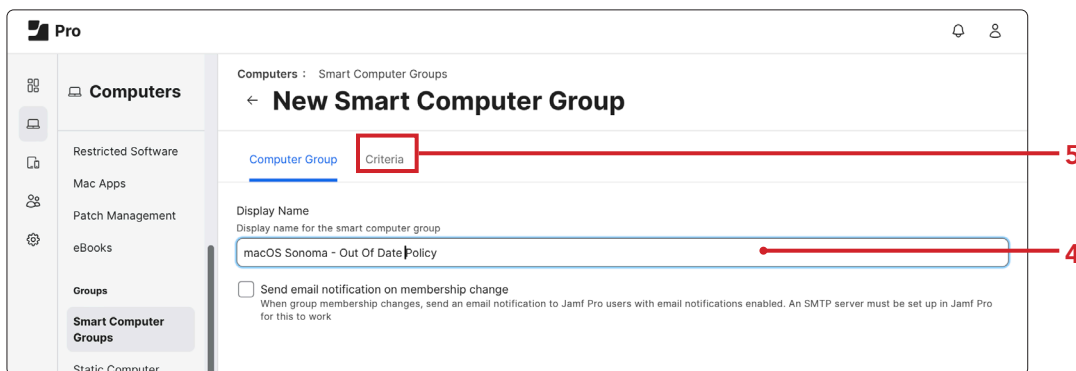 Pro
Computers
Restricted Software
Mac Apps
Patch Management
eBooks
Groups
Smart Computer
Groups
Static Computer
Computers : Smart Computer Groups
← New Smart Computer Group
Computer Group Criteria
5
Display Name
Display name for the smart computer group
macOS Sonoma - Out Of Date Policy
4
Send email notification on membership change
When group membership changes, send an email notification to Jamf Pro users with email notifications enabled. An SMTP server must be set up in Jamf Pro
for this to work